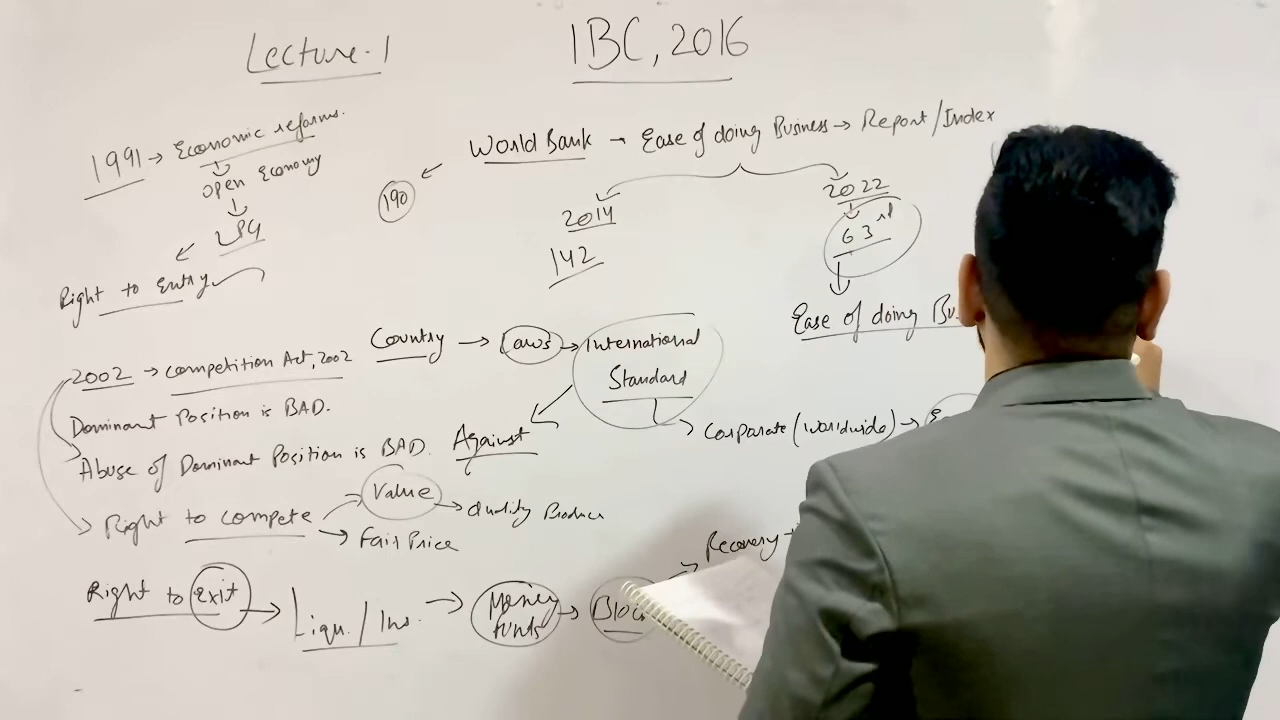 Lecture-1
IBC, 2016
1991 → Economic reforms.
open Economy
LPG
Right to Entry
World Bank → Ease of doing Business → Report/Index
190
2014
142
2022
63rd
Ease of doing Bu
Country → Laws → International
Standard
Against
Corporate (worldwide) →
2002 → Competition Act, 2002
Dominant Position is BAD.
Abuse of Dominant Position is BAD.
Right to compete
Value → Quality
Fair Price
Right to exit → Liqu./Ins. → Money → Bloc
funds
Recovery →